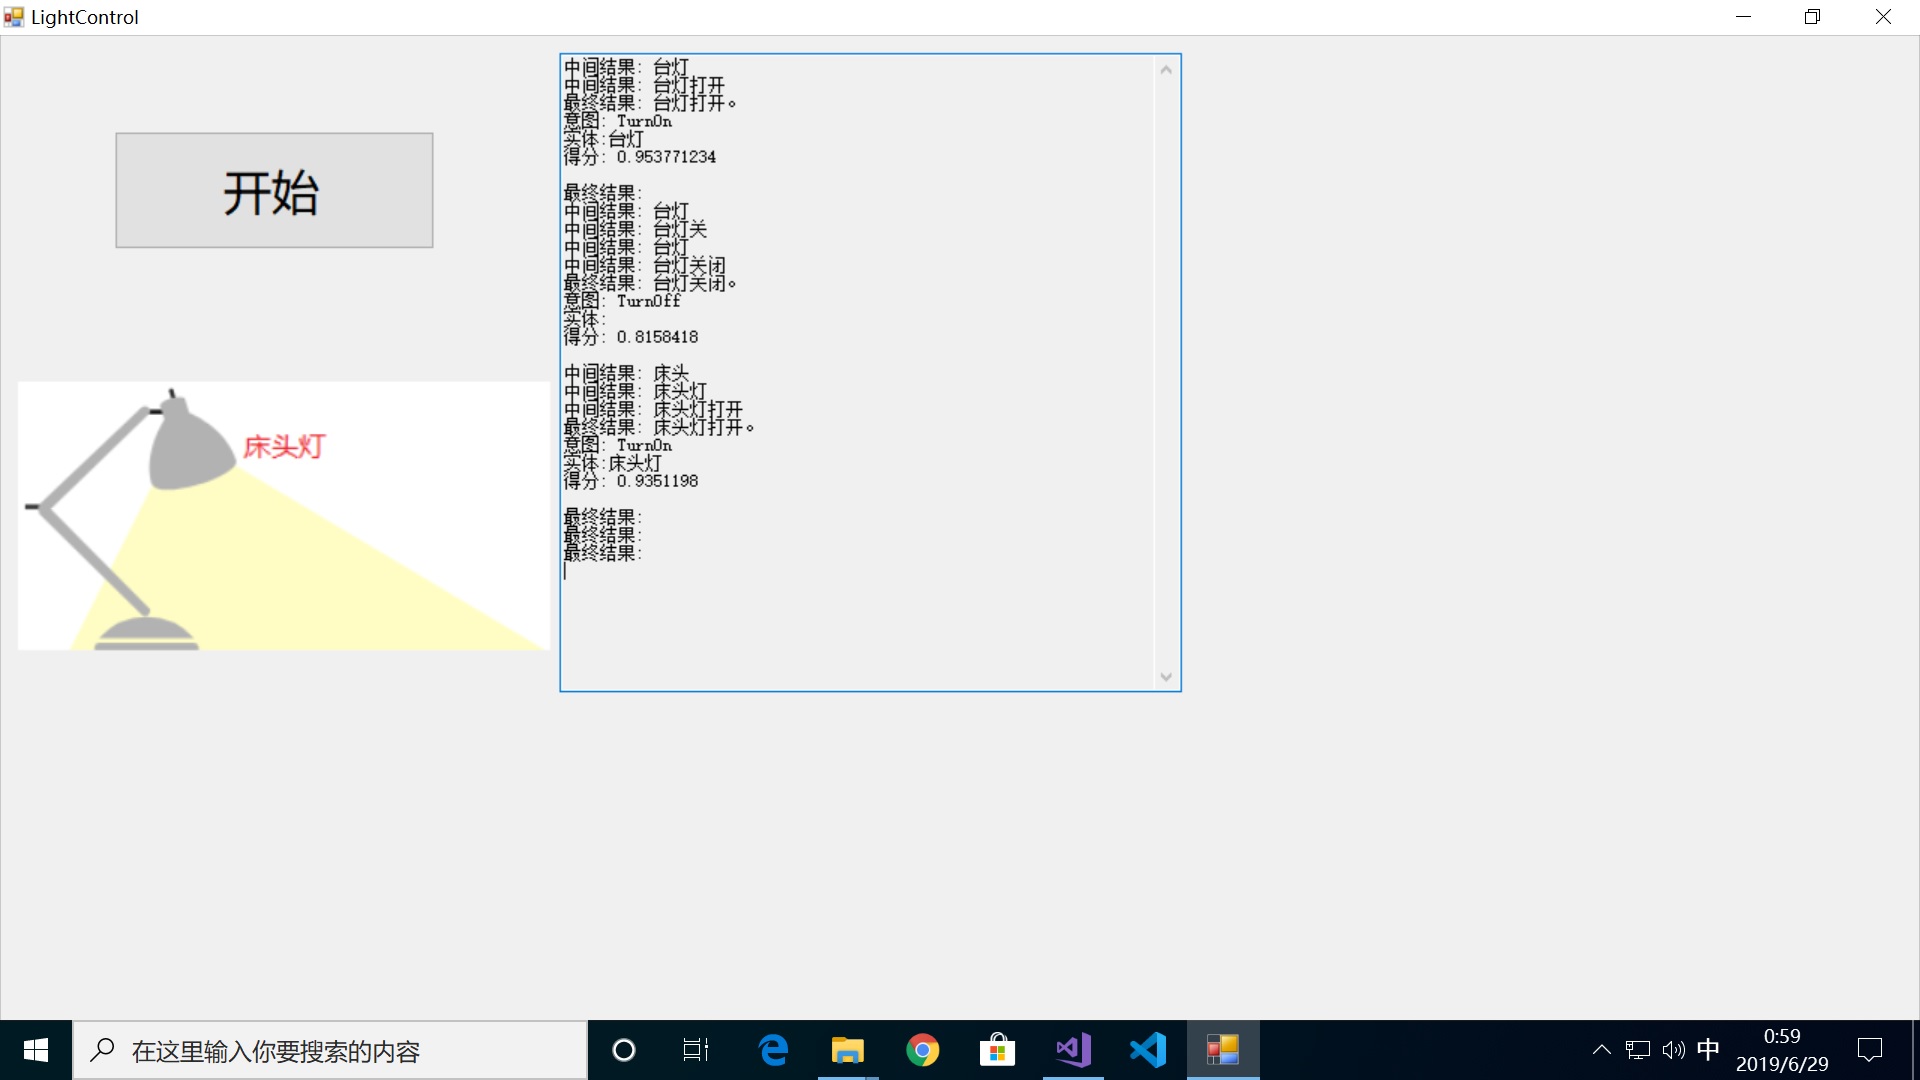 LightControl
开始
床头灯
中间结果: 台灯
中间结果: 台灯打开
最终结果: 台灯打开。
意图: TurnOn
实体:台灯
得分: 0.953771234
最终结果:
中间结果: 台灯
中间结果: 台灯关
中间结果: 台灯
中间结果: 台灯关闭
最终结果: 台灯关闭。
意图: TurnOff
实体:
得分: 0.8158418
中间结果: 床头
中间结果: 床头灯
中间结果: 床头灯打开
最终结果: 床头灯打开。
意图: TurnOn
实体:床头灯
得分: 0.9351198
最终结果:
最终结果:
最终结果:
在这里输入你要搜索的内容
中
0:59
2019/6/29